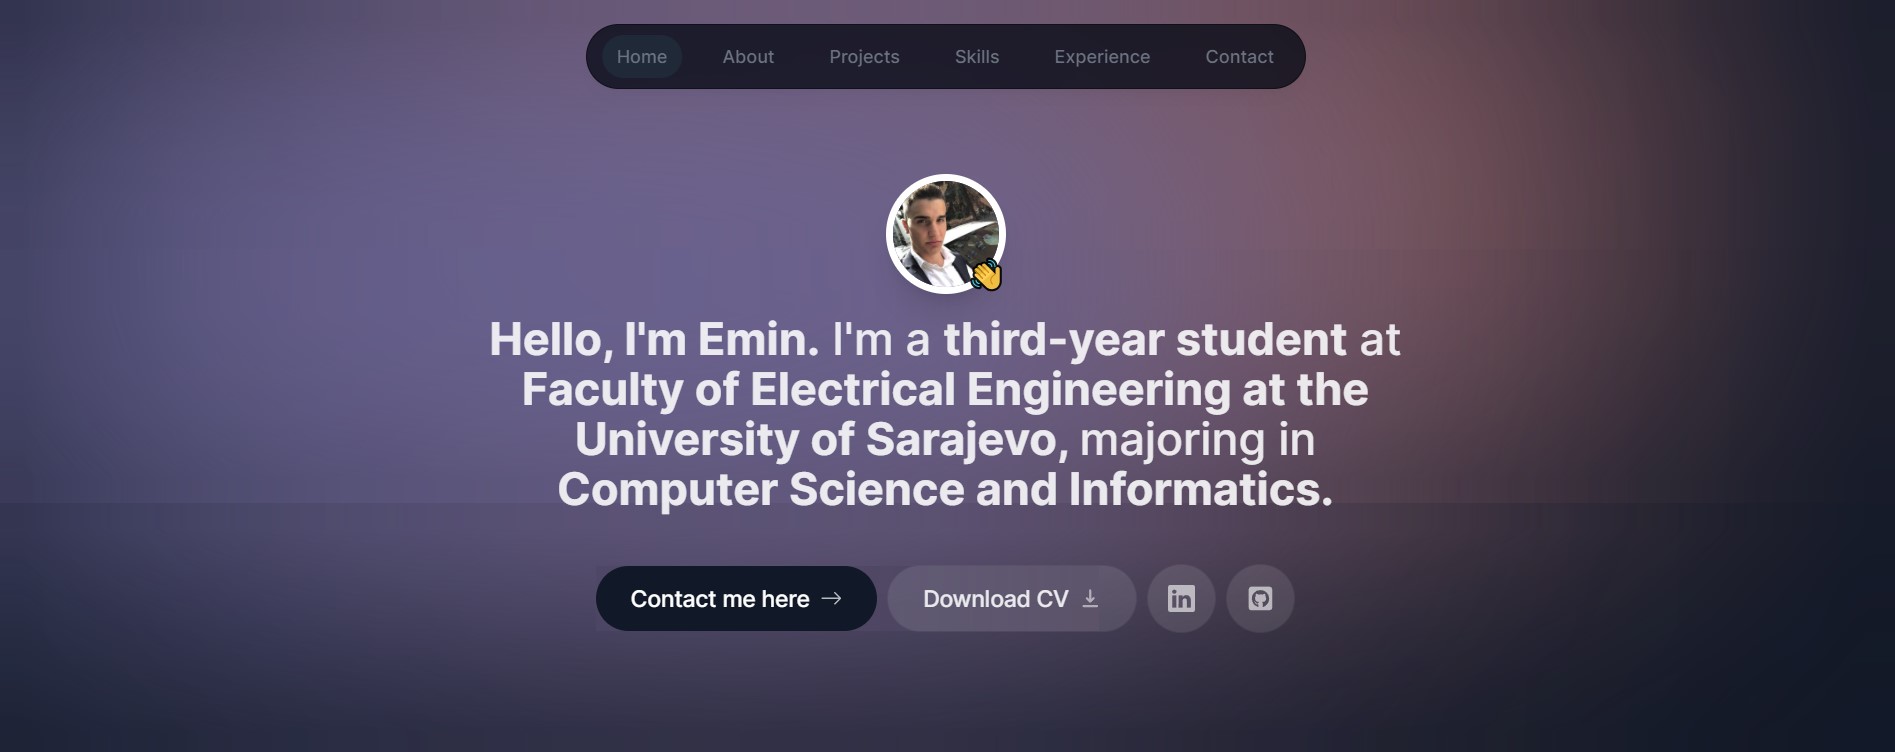 Home About Projects Skills Experience Contact
Hello, I'm Emin. I'm a third-year student at
Faculty of Electrical Engineering at the
University of Sarajevo, majoring in
Computer Science and Informatics.
Contact me here Download CV in